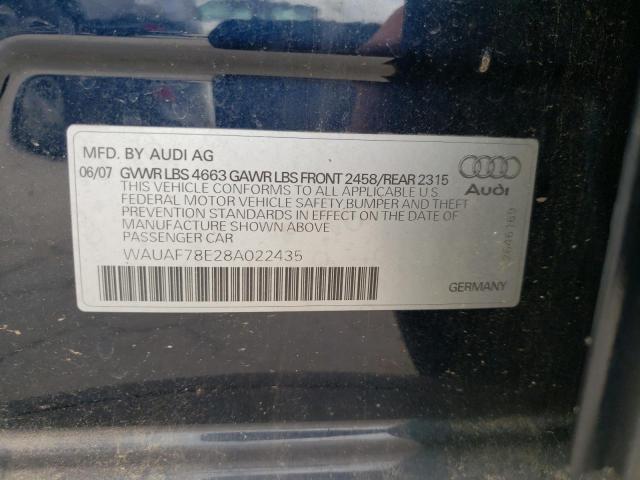 MFD. BY AUDI AG
06/07 GVWR LBS 4663 GAWR LBS FRONT 2458/REAR 2315
THIS VEHICLE CONFORMS TO ALL APPLICABLE U.S
FEDERAL MOTOR VEHICLE SAFETY, BUMPER AND THEFT
PREVENTION STANDARDS IN EFFECT ON THE DATE OF
MANUFACTURE SHOWN ABOVE
PASSENGER CAR
WAUAF78E28A022435
Audi
GERMANY